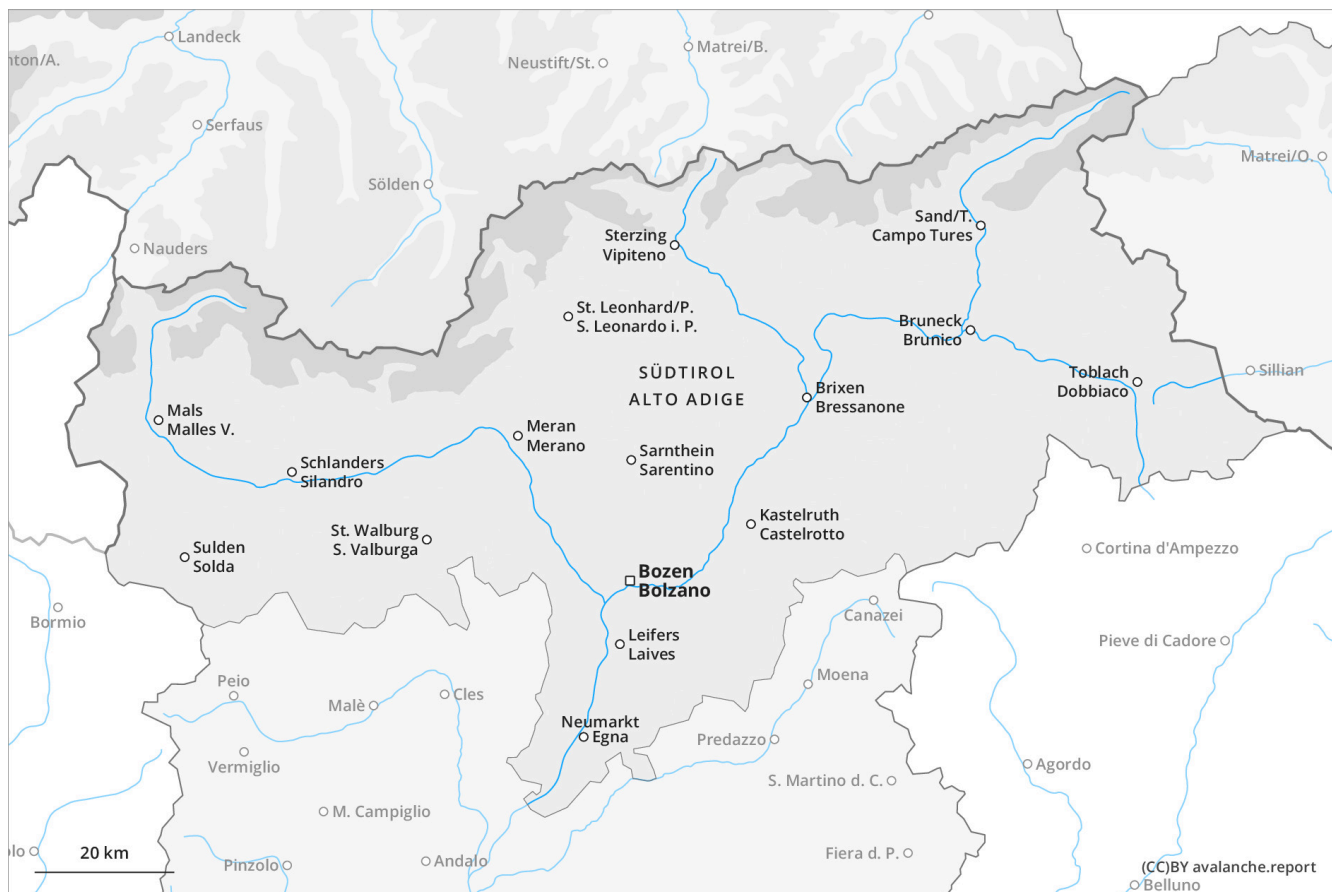 Landeck
nton/A.
Neustift/St.
Matrei/B.
Serfaus
Matrei/O.
Sölden
Nauders
Sterzing
Vipiteno
Sand/T.
Campo Tures
St. Leonhard/P.
S. Leonardo i. P.
Bruneck
Brunico
SÜDTIROL
ALTO ADIGE
Toblach
Dobbiaco
Sillian
Brixen
Bressanone
Mals
Malles V.
Meran
Merano
Sarnthein
Sarentino
Schlanders
Silandro
St. Walburg
S. Valburga
Kastelruth
Castelrotto
Sulden
Solda
Cortina d'Ampezzo
Bozen
Bolzano
Bormio
Canazei
Leifers
Laives
Pieve di Cadore
Moena
Peio
Malè
Cles
Neumarkt
Egna
Predazzo
Vermiglio
Agordo
S. Martino d. C.
M. Campiglio
20 km
olo
Pinzolo
Andalo
Fiera d. P.
(CC)BY avalanche.report
Belluno